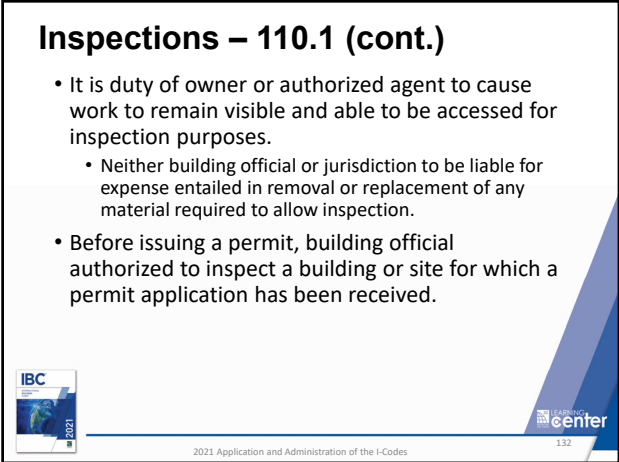 Inspections – 110.1 (cont.)
• It is duty of owner or authorized agent to cause
work to remain visible and able to be accessed for
inspection purposes.
• Neither building official or jurisdiction to be liable for
expense entailed in removal or replacement of any
material required to allow inspection.
• Before issuing a permit, building official
authorized to inspect a building or site for which a
permit application has been received.
IBC
2021
LEARNING
center
132
2021 Application and Administration of the I-Codes